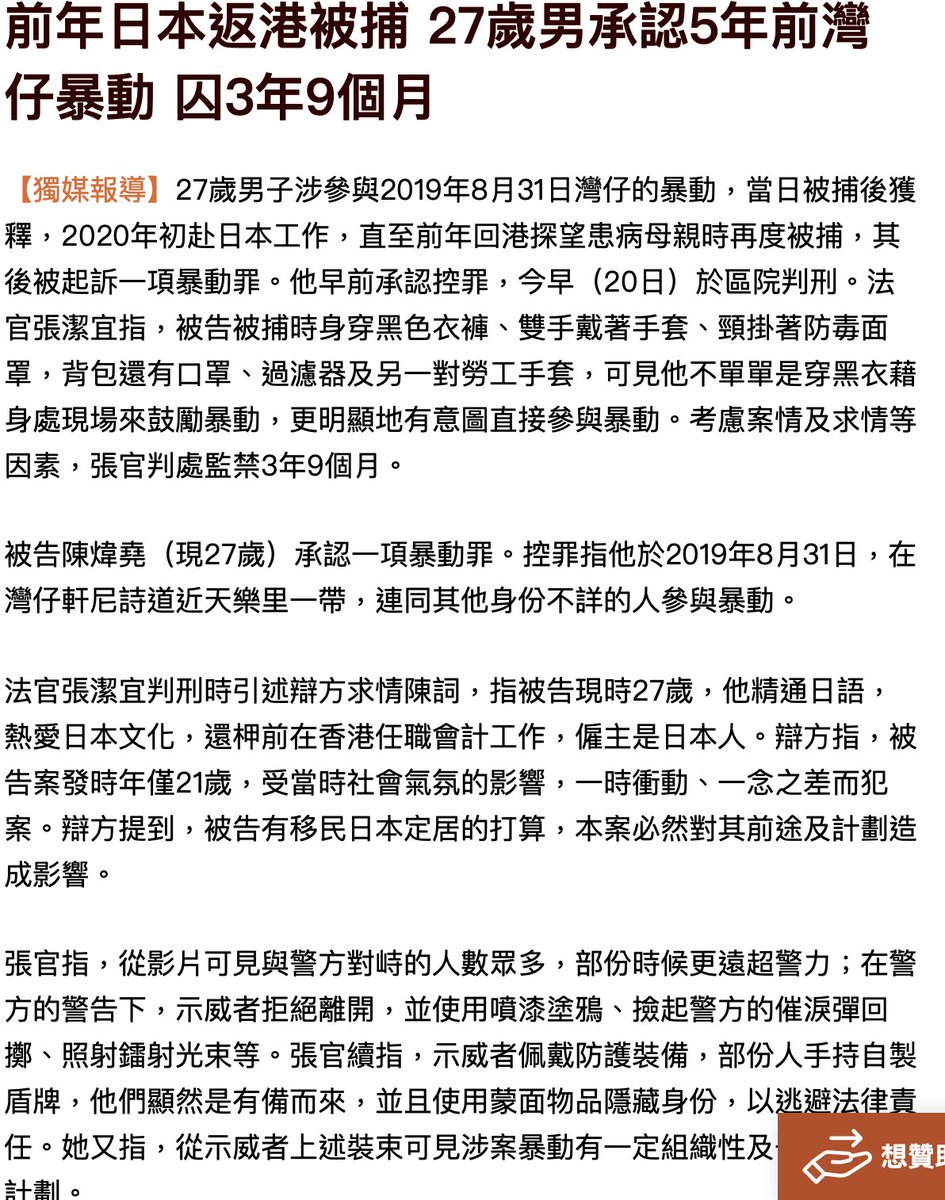 前年日本返港被捕 27歲男承認5年前灣
仔暴動 囚3年9個月
【獨媒報導】27歲男子涉參與2019年8月31日灣仔的暴動，當日被捕後獲
釋，2020年初赴日本工作，直至前年回港探望患病母親時再度被捕，其
後被起訴一項暴動罪。他早前承認控罪，今早（20日）於區院判刑。法
官張潔宜指，被告被捕時身穿黑色衣褲、雙手戴著手套、頸掛著防毒面
罩，背包還有口罩、過濾器及另一對勞工手套，可見他不單單是穿黑衣藉
身處現場來鼓勵暴動，更明顯地有意圖直接參與暴動。考慮案情及求情等
因素，張官判處監禁3年9個月。
被告陳煒堯（現27歲）承認一項暴動罪。控罪指他於2019年8月31日，在
灣仔軒尼詩道近天樂里一帶，連同其他身份不詳的人參與暴動。
法官張潔宜判刑時引述辯方求情陳詞，指被告現時27歲，他精通日語，
熱愛日本文化，還柙前在香港任職會計工作，僱主是日本人。辯方指，被
告案發時年僅21歲，受當時社會氣氛的影響，一時衝動、一念之差而犯
案。辯方提到，被告有移民日本定居的打算，本案必然對其前途及計劃造
成影響。
張官指，從影片可見與警方對峙的人數眾多，部份時候更遠超警力；在警
方的警告下，示威者拒絕離開，並使用噴漆塗鴉、撿起警方的催淚彈回
擲、照射鐳射光束等。張官續指，示威者佩戴防護裝備，部份人手持自製
盾牌，他們顯然是有備而來，並且使用蒙面物品隱藏身份，以逃避法律責
任。她又指，從示威者上述裝束可見涉案暴動有一定組織性及
計劃。
想贊助